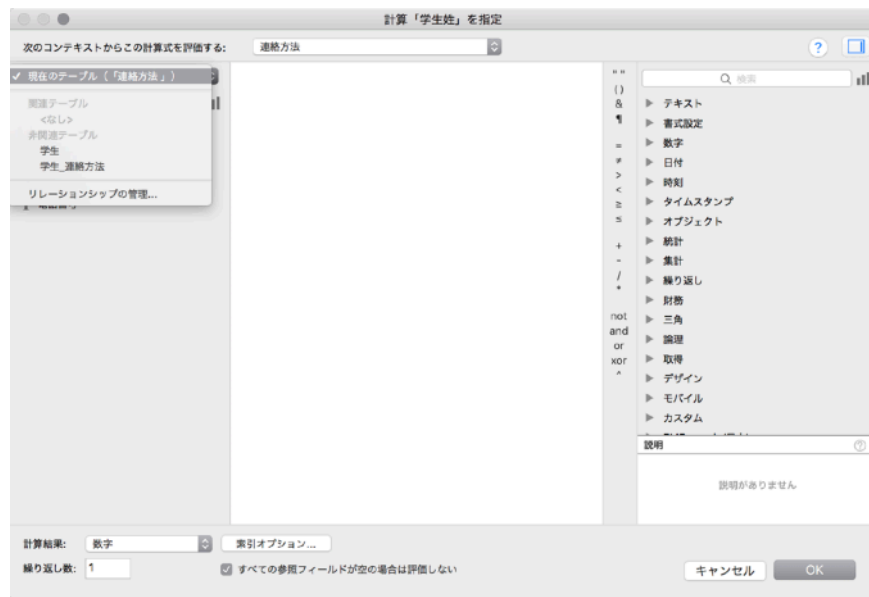 計算「学生姓」を指定
次のコンテキストからこの計算式を評価する:
連絡方法
?
✓ 現在のテーブル (「連絡方法」)
関連テーブル
<なし>
非関連テーブル
学生
学生_連絡方法
リレーションシップの管理...
" "
()
&
¶
=
≠
>
<
≥
≤
+
-
/
*
not
and
or
xor
^
検索
テキスト
書式設定
数字
日付
時刻
タイムスタンプ
オブジェクト
統計
集計
繰り返し
財務
三角
論理
取得
デザイン
モバイル
カスタム
説明
?
説明がありません
計算結果:
数字
索引オプション...
繰り返し数:
1
すべての参照フィールドが空の場合は評価しない
キャンセル
OK